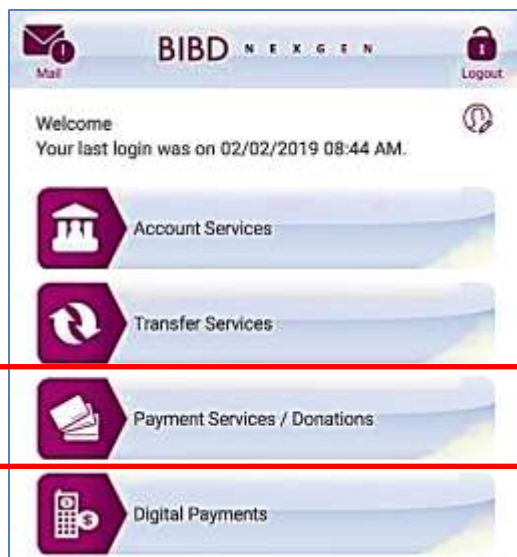 BIBD NEXGEN
Mail
Logout
Welcome
Your last login was on 02/02/2019 08:44 AM.
Account Services
Transfer Services
Payment Services / Donations
Digital Payments